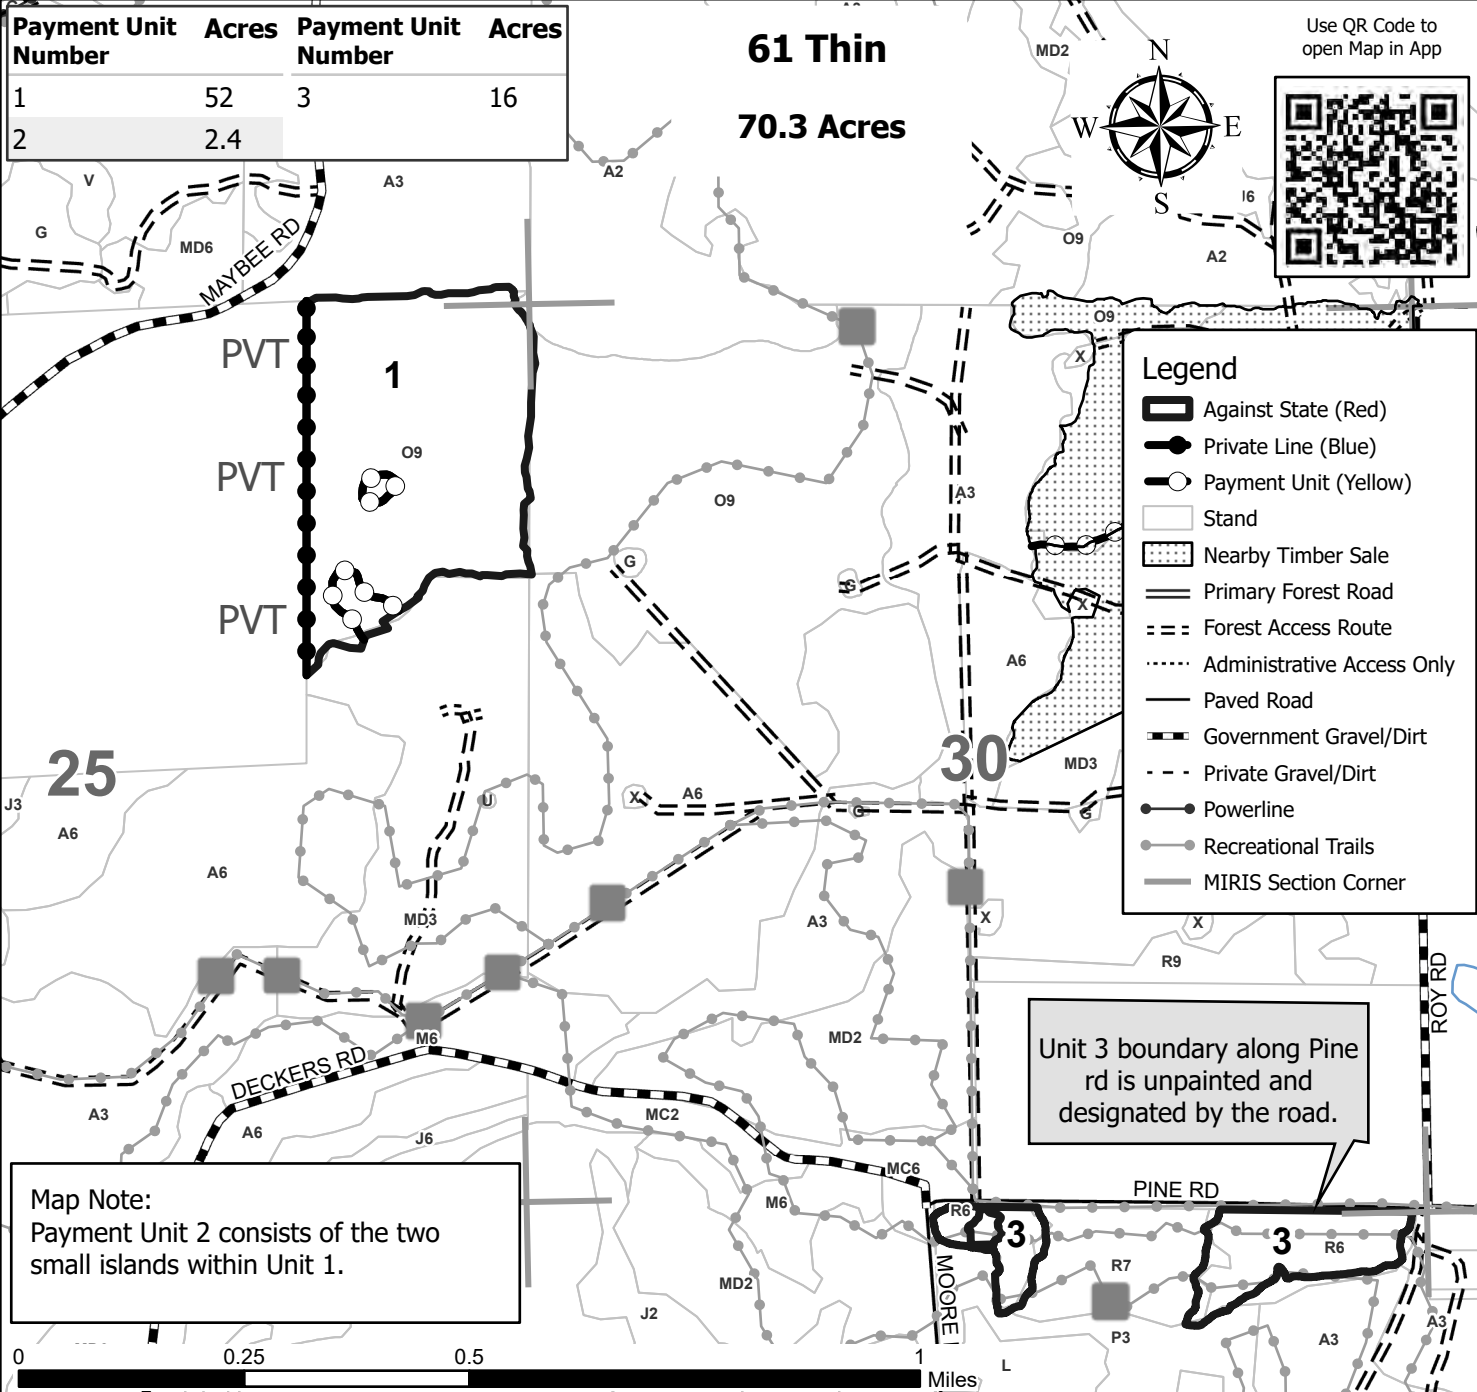 Payment Unit Number Acres Payment Unit Number Acres
1 52 3 16
2 2.4
61 Thin
70.3 Acres
Use QR Code to
open Map in App
N
W E
S
MD2
A2
A3
V
G
MD6
MAYBEE RD
O9
A2
J6
O9
PVT
1
O9
PVT
O9
A3
X
G
G
X
PVT
A6
25
30
MD3
J3
A6
U
X
A6
G
G
A6
MD3
A3
X
X
R9
ROY RD
Legend
Against State (Red)
Private Line (Blue)
Payment Unit (Yellow)
Stand
Nearby Timber Sale
Primary Forest Road
Forest Access Route
Administrative Access Only
Paved Road
Government Gravel/Dirt
Private Gravel/Dirt
Powerline
Recreational Trails
MIRIS Section Corner
M6
MD2
DECKERS RD
Unit 3 boundary along Pine
rd is unpainted and
designated by the road.
A3
A6
J6
MC2
MC6
M6
PINE RD
R6
3
3
R6
R7
MOORE
MD2
J2
P3
A3
A3
L
Map Note:
Payment Unit 2 consists of the two
small islands within Unit 1.
0 0.25 0.5 1
Miles